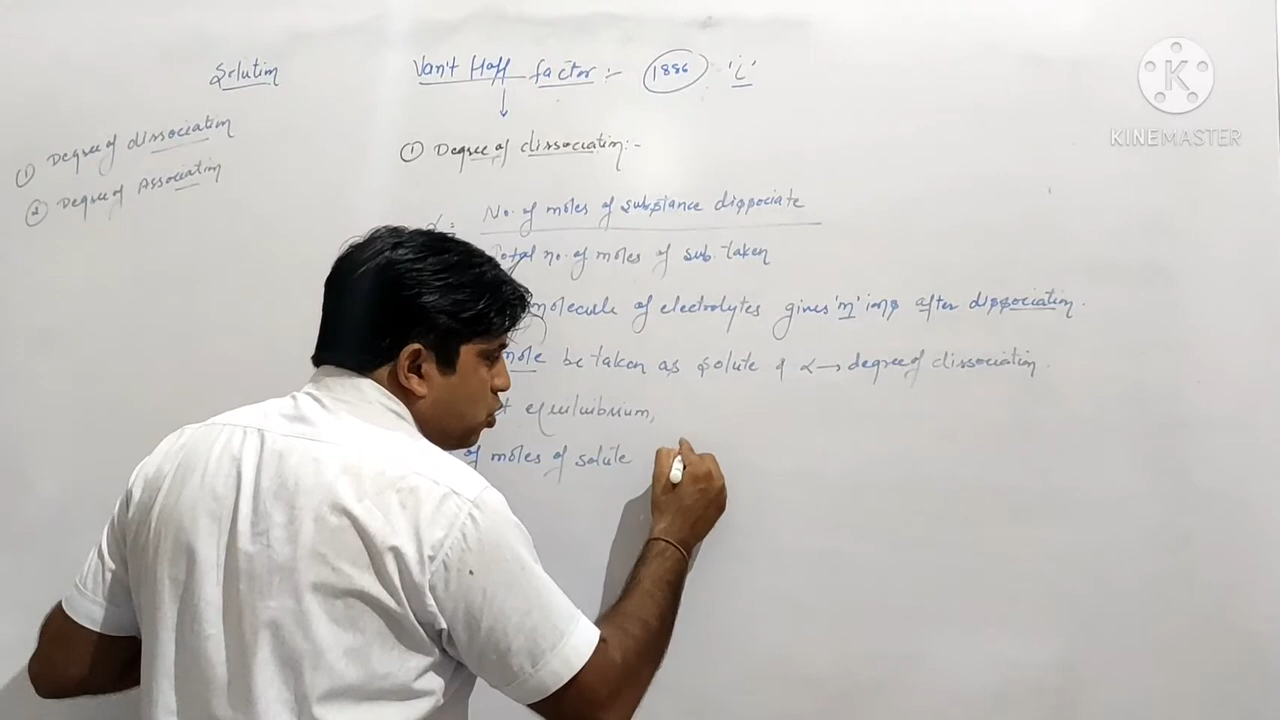 Solution
① Degree of dissociation
② Degree of Association
Van't Hoff factor :- 1886 'i'
① Degree of dissociation:-
α = No. of moles of substance dissociate
Total no. of moles of sub. taken
molecule of electrolytes gives 'n' ions after dissociation.
mole be taken as solute & α → degree of dissociation.
equiluibrium,
of moles of solute
KINEMASTER